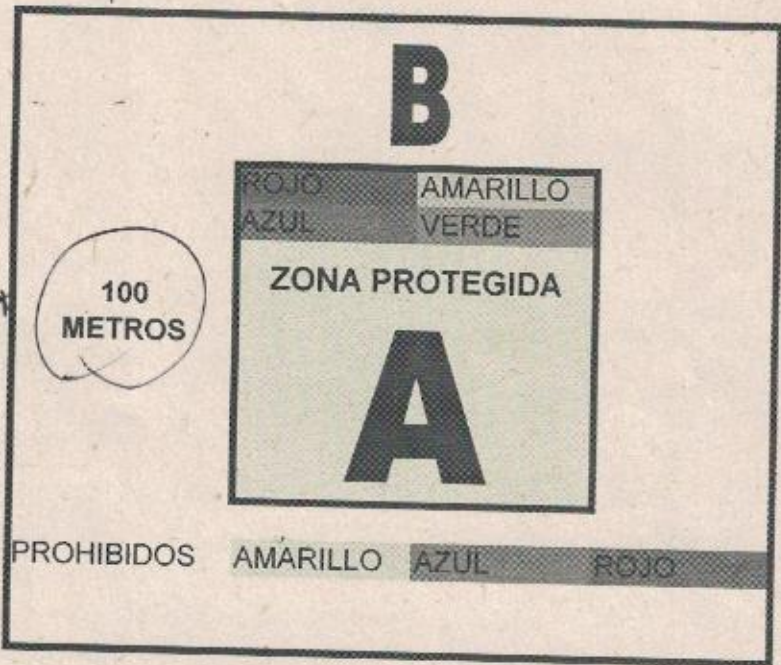 B
ROJO AMARILLO
AZUL VERDE
ZONA PROTEGIDA
100
METROS
A
PROHIBIDOS AMARILLO AZUL ROJO